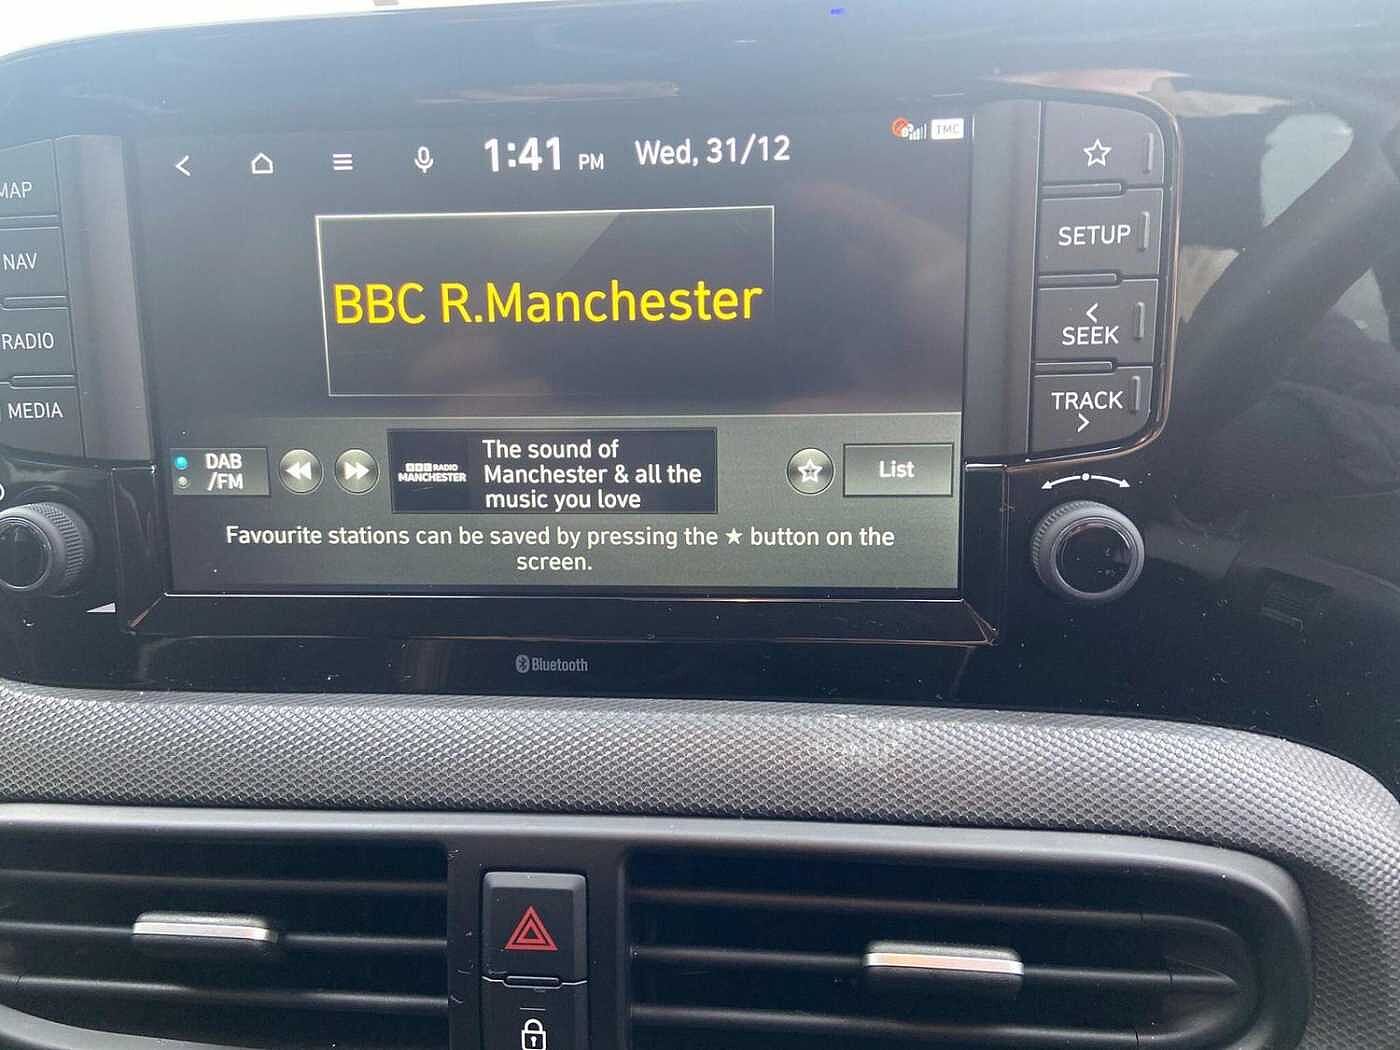 1:41 PM Wed, 31/12
TMC
MAP
NAV
RADIO
MEDIA
BBC R.Manchester
DAB
/FM
BBC RADIO
MANCHESTER
The sound of
Manchester & all the
music you love
List
Favourite stations can be saved by pressing the ★ button on the
screen.
SETUP
<
SEEK
TRACK
>
Bluetooth